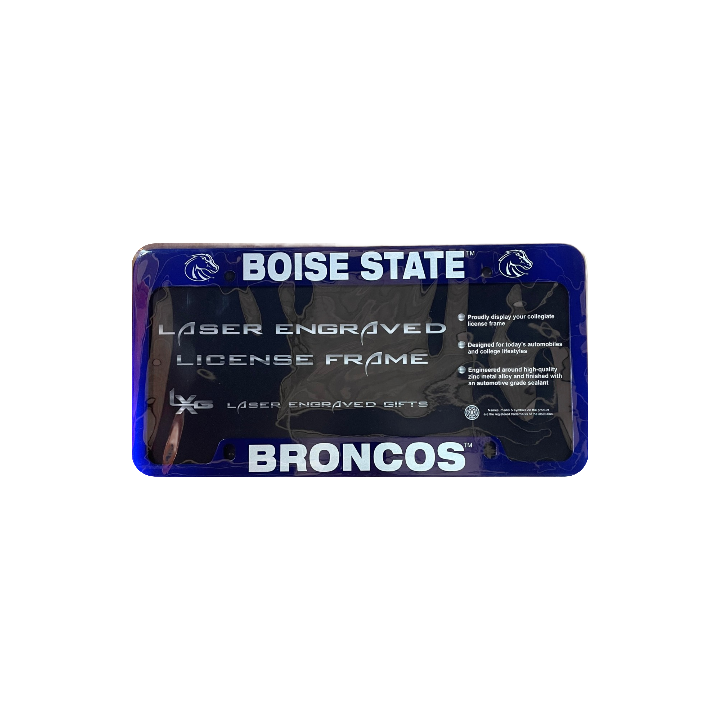 BOISE STATE™
LASER ENGRAVED
LICENSE FRAME
LXG LASER ENGRAVED GIFTS
Proudly display your collegiate
license frame
Designed for today's automobiles
and college lifestyles
Engineered around high-quality
zinc metal alloy and finished with
an automotive grade sealant
BRONCOS™